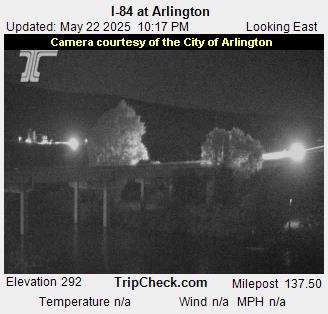 I-84 at Arlington
Updated: May 22 2025 10:17 PM Looking East
Camera courtesy of the City of Arlington
Elevation 292 TripCheck.com Milepost 137.50
Temperature n/a Wind n/a MPH n/a